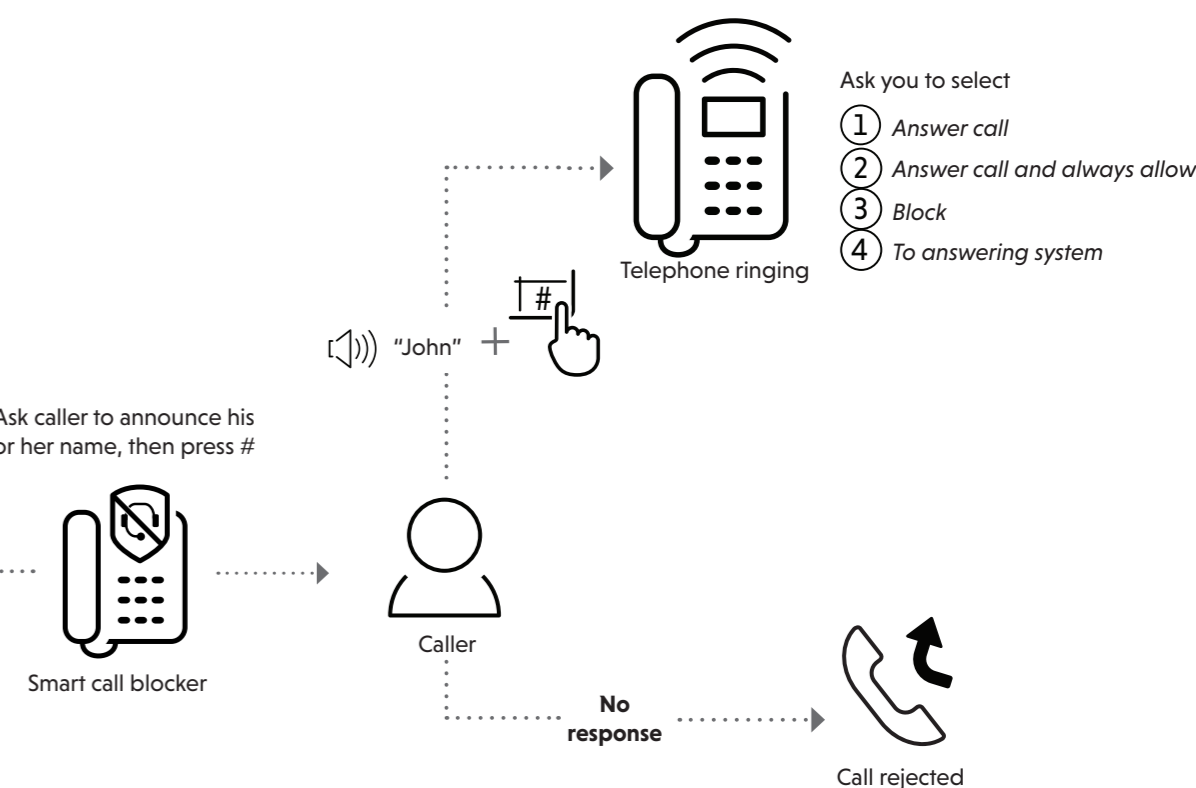 Ask you to select
1 Answer call
2 Answer call and always allow
3 Block
4 To answering system
Telephone ringing
#
"John" +
Ask caller to announce his
or her name, then press #
Smart call blocker
Caller
No
response
Call rejected